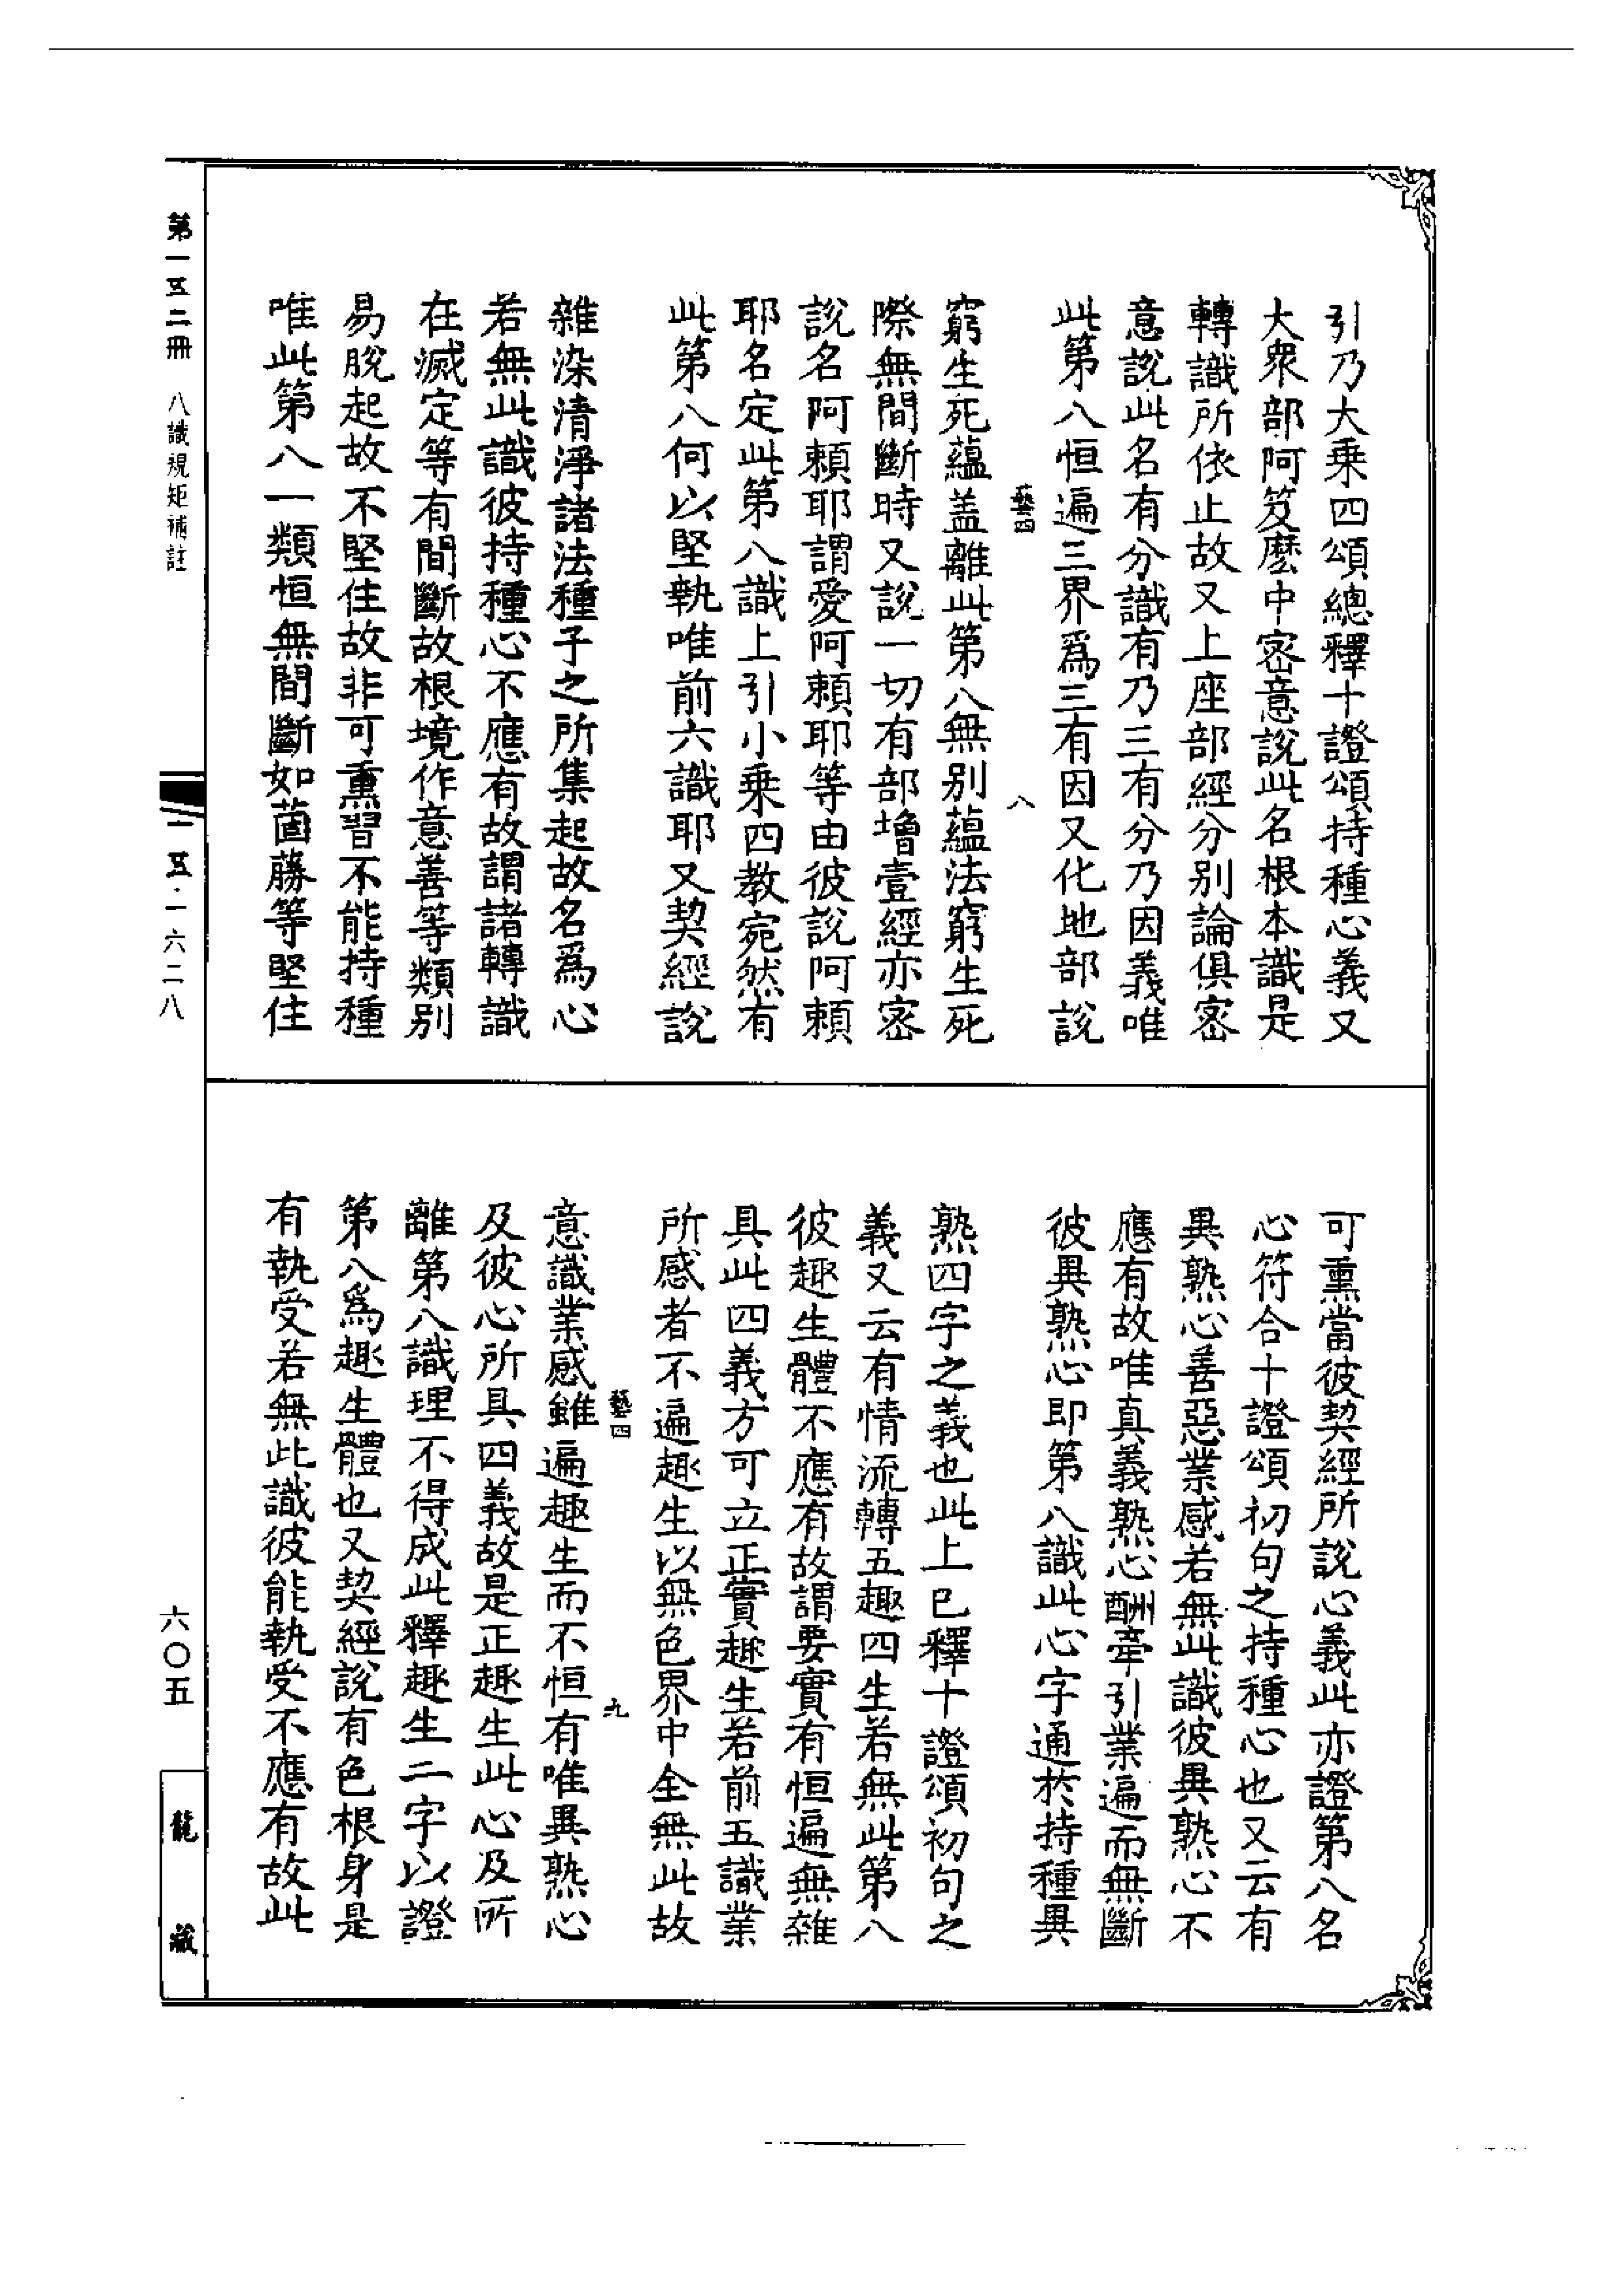 引乃大乗四頌總釋十證頌持種心義又
大衆部阿笈麽中密意說此名根本識是
轉識所依止故又上座部經分别論俱密
意說此名有分識有乃三有分乃因義唯
此第八恒遍三界爲三有因又化地部說
藝四
八
窮生死蘊盖離此第八無别蘊法窮生死
際無間斷時又說一切有部增壹經亦密
說名阿頼耶謂愛阿頼耶等由彼說阿頼
耶名定此第八識上引小乗四教宛然有
此第八何以堅執唯前六識耶又契經說
雜染清淨諸法種子之所集起故名爲心
若無此識彼持種心不應有故謂諸轉識
在滅定等有間斷故根境作意善等類别
易脫起故不堅住故非可熏習不能持種
唯此第八一類恒無間斷如苖藤等堅住
可熏當彼契經所說心義此亦證第八名
心符合十證頌初句之持種心也又云有
異熟心善惡業感若無此識彼異熟心不
應有故唯真義熟心酬牽引業遍而無斷
彼異熟心即第八識此心字通於持種異
熟四字之義也此上已釋十證頌初句之
義又云有情流轉五趣四生若無此第八
彼趣生體不應有故謂要實有恒遍無雜
具此四義方可立正實趣生若前五識業
所感者不遍趣生以無色界中全無此故
藝四
九
意識業感雖遍趣生而不恒有唯異熟心
及彼心所具四義故是正趣生此心及所
離第八識理不得成此釋趣生二字以證
第八爲趣生體也又契經說有色根身是
有執受若無此識彼能執受不應有故此
第一五二冊　八識規矩補註
一五·一六二八
六〇五
龍藏